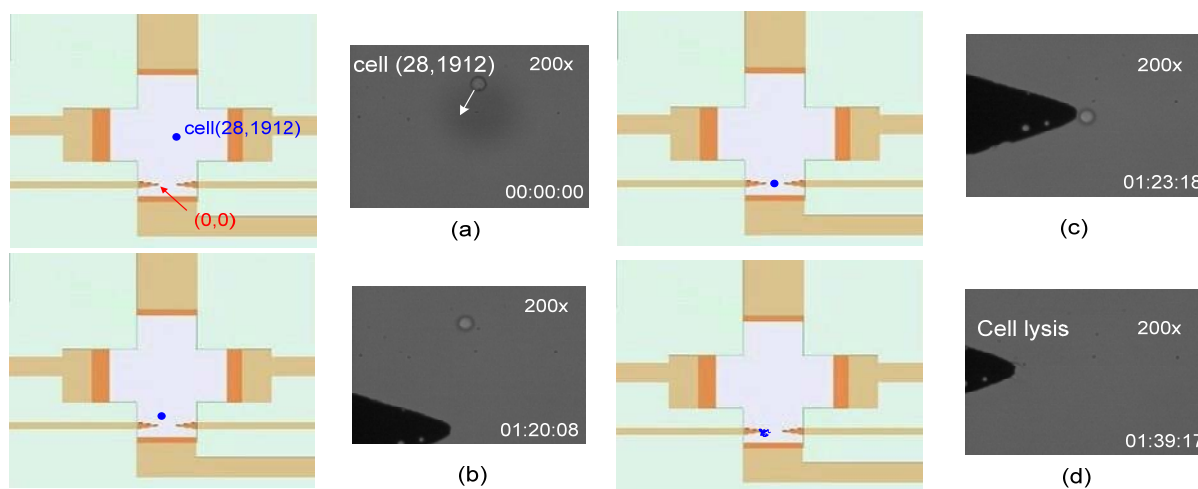 cell(28,1912)
(0,0)
cell (28,1912)
200x
00:00:00
(a)
200x
01:20:08
(b)
200x
01:23:18
(c)
Cell lysis
200x
01:39:17
(d)